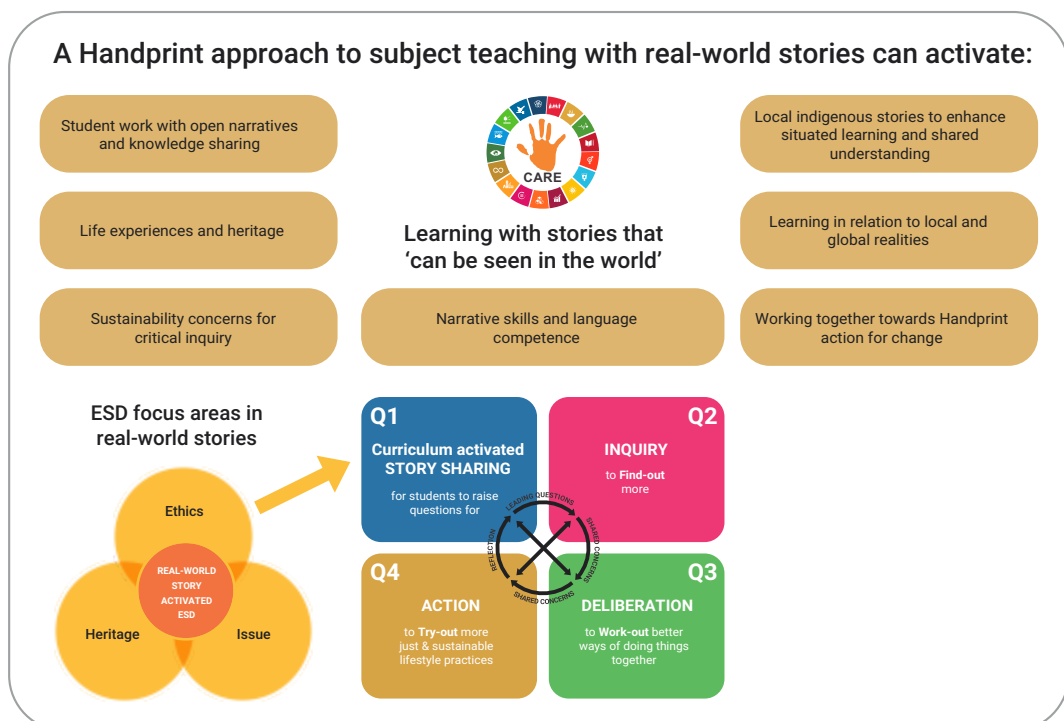 A Handprint approach to subject teaching with real-world stories can activate:
Student work with open narratives
and knowledge sharing
Life experiences and heritage
Sustainability concerns for
critical inquiry
CARE
Learning with stories that
‘can be seen in the world’
Narrative skills and language
competence
Local indigenous stories to enhance
situated learning and shared
understanding
Learning in relation to local and
global realities
Working together towards Handprint
action for change
ESD focus areas in
real-world stories
Ethics
REAL-WORLD
STORY
ACTIVATED
ESD
Heritage
Issue
Q1
Curriculum activated
STORY SHARING
for students to raise
questions for
Q2
INQUIRY
to Find-out
more
LEADING QUESTIONS
SHARED CONCERNS
SHARED CONCERNS
REFLECTION
Q4
ACTION
to Try-out more
just & sustainable
lifestyle practices
Q3
DELIBERATION
to Work-out better
ways of doing things
together